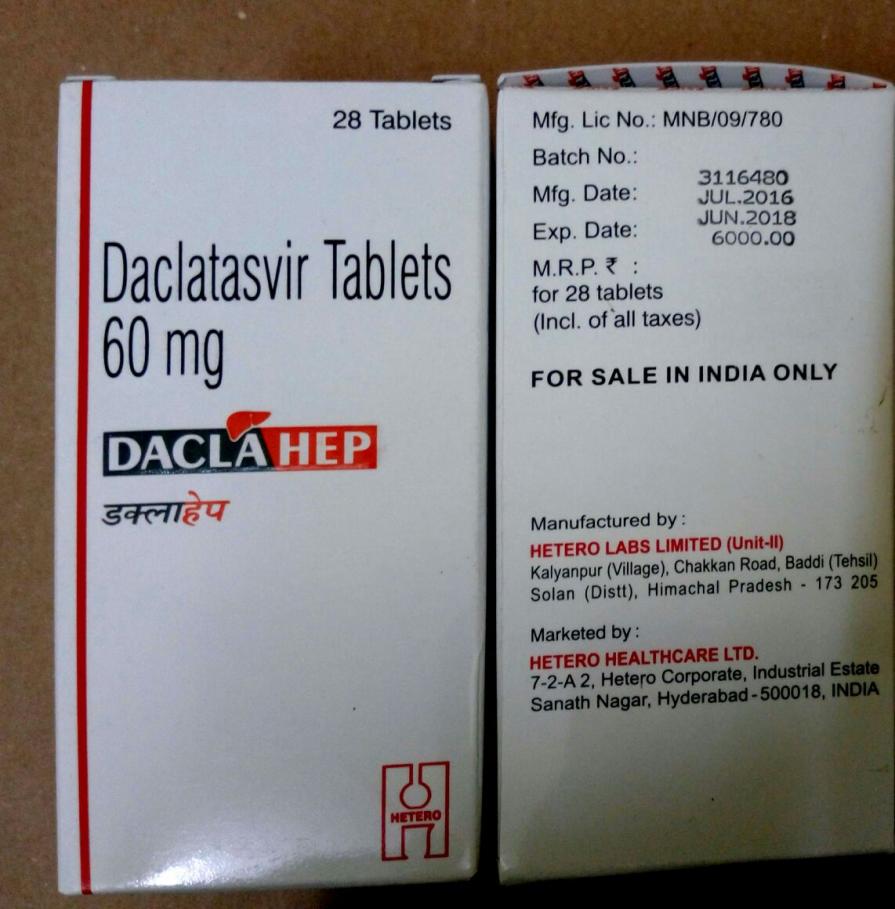 28 Tablets
Daclatasvir Tablets
60 mg
DACLAHEP
डक्लाहेप
HETERO
Mfg. Lic No.: MNB/09/780
Batch No.:
3116480
Mfg. Date:
JUL.2016
JUN.2018
Exp. Date:
6000.00
M.R.P. ₹ :
for 28 tablets
(Incl. of all taxes)
FOR SALE IN INDIA ONLY
Manufactured by :
HETERO LABS LIMITED (Unit-II)
Kalyanpur (Village), Chakkan Road, Baddi (Tehsil)
Solan (Distt), Himachal Pradesh - 173 205
Marketed by :
HETERO HEALTHCARE LTD.
7-2-A 2, Hetero Corporate, Industrial Estate
Sanath Nagar, Hyderabad - 500018, INDIA